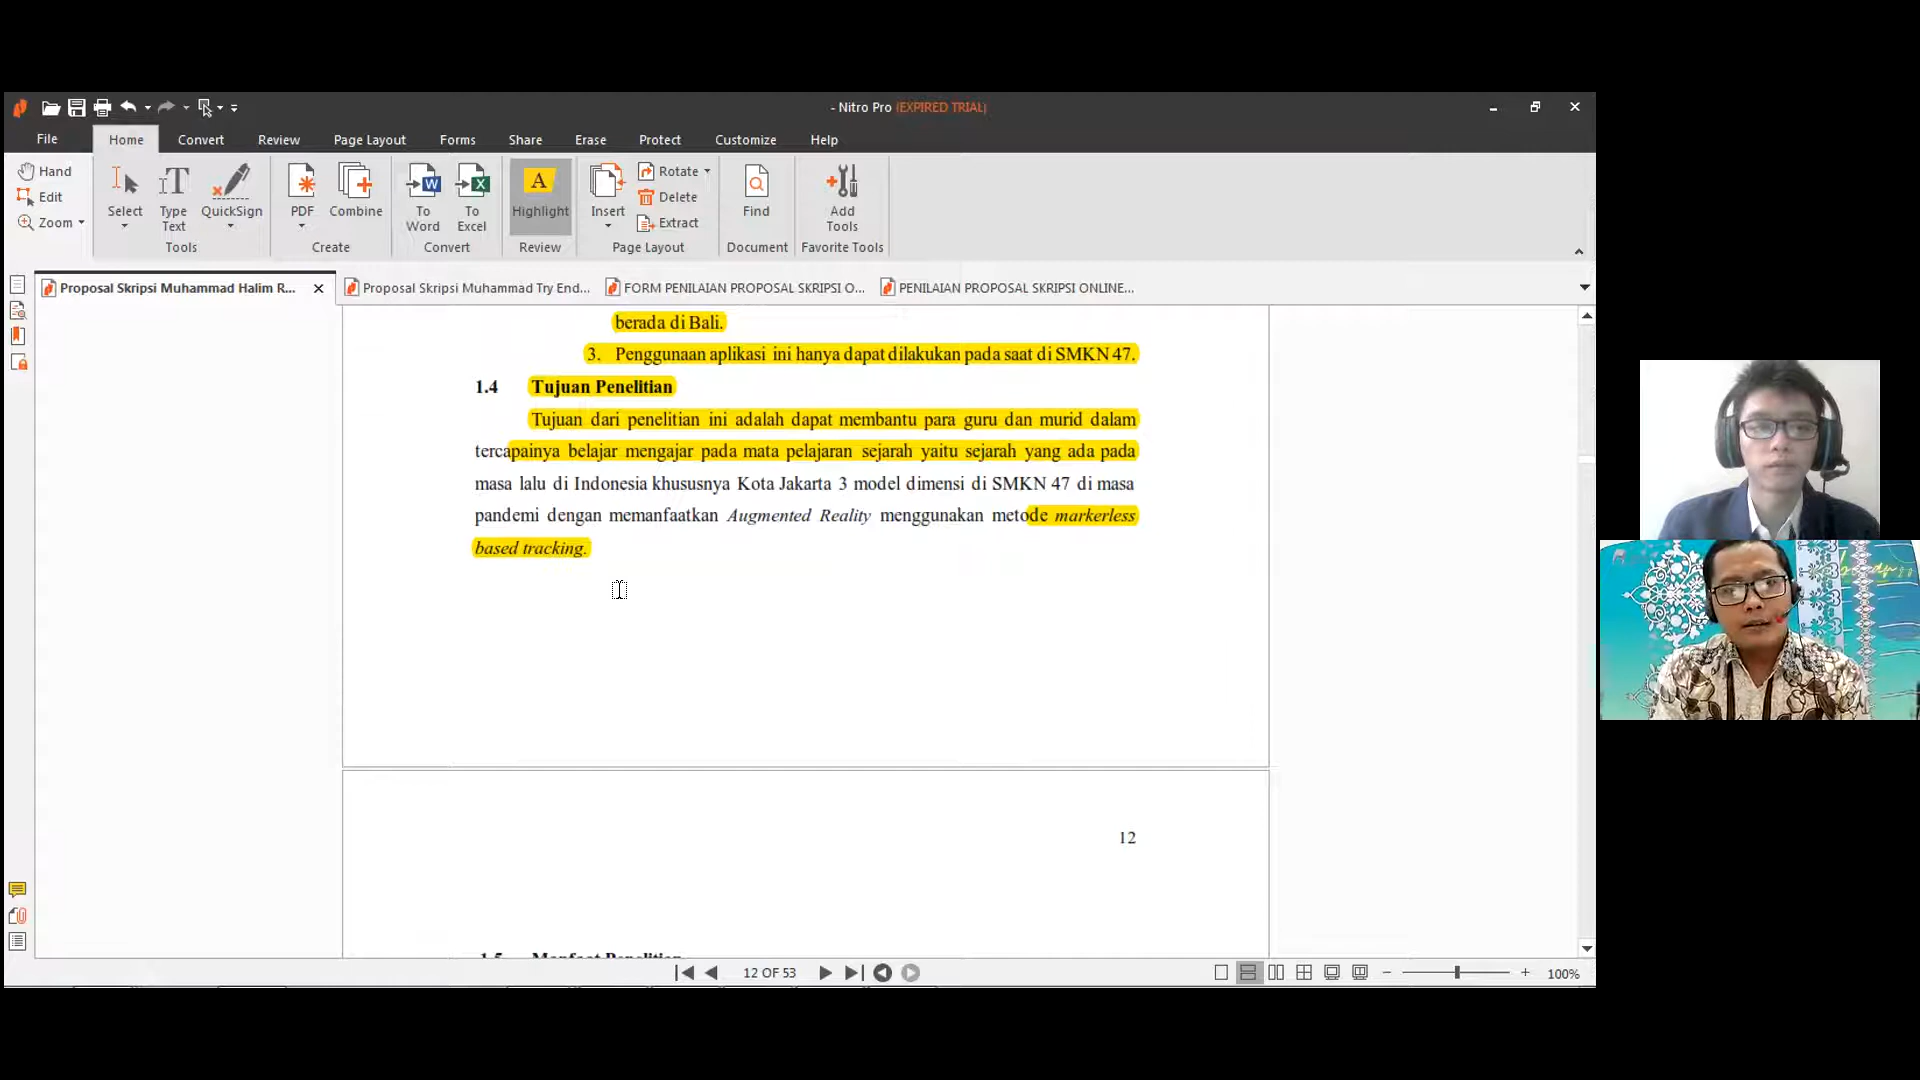 - Nitro Pro (EXPIRED TRIAL)
File Home Convert Review Page Layout Forms Share Erase Protect Customize Help
Hand
Edit
Zoom
Select
Type Text
QuickSign
Tools
PDF
Combine
Create
To Word
To Excel
Convert
Highlight
Review
Insert
Rotate
Delete
Extract
Page Layout
Find
Document
Add Tools
Favorite Tools
Proposal Skripsi Muhammad Halim R...
Proposal Skripsi Muhammad Try End...
FORM PENILAIAN PROPOSAL SKRIPSI O...
PENILAIAN PROPOSAL SKRIPSI ONLINE...
berada di Bali.
3. Penggunaan aplikasi ini hanya dapat dilakukan pada saat di SMKN 47.
1.4 Tujuan Penelitian
Tujuan dari penelitian ini adalah dapat membantu para guru dan murid dalam
tercapainya belajar mengajar pada mata pelajaran sejarah yaitu sejarah yang ada pada
masa lalu di Indonesia khususnya Kota Jakarta 3 model dimensi di SMKN 47 di masa
pandemi dengan memanfaatkan Augmented Reality menggunakan metode markerless
based tracking.
12
1.5 Manfaat Penelitian
12 OF 53
100%